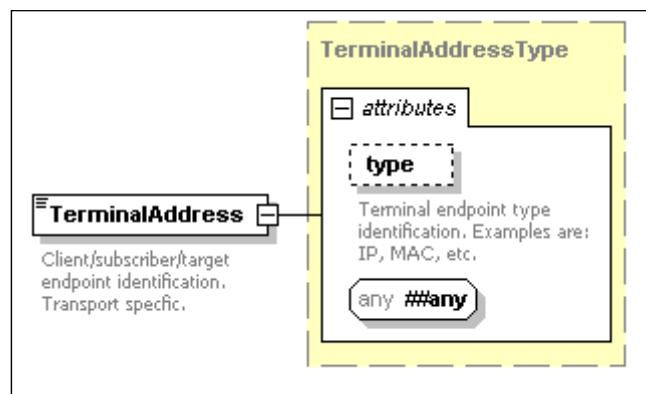 TerminalAddressType
attributes
type
Terminal endpoint type
identification. Examples are:
IP, MAC, etc.
any ##any
TerminalAddress
Client/subscriber/target
endpoint identification.
Transport specfic.